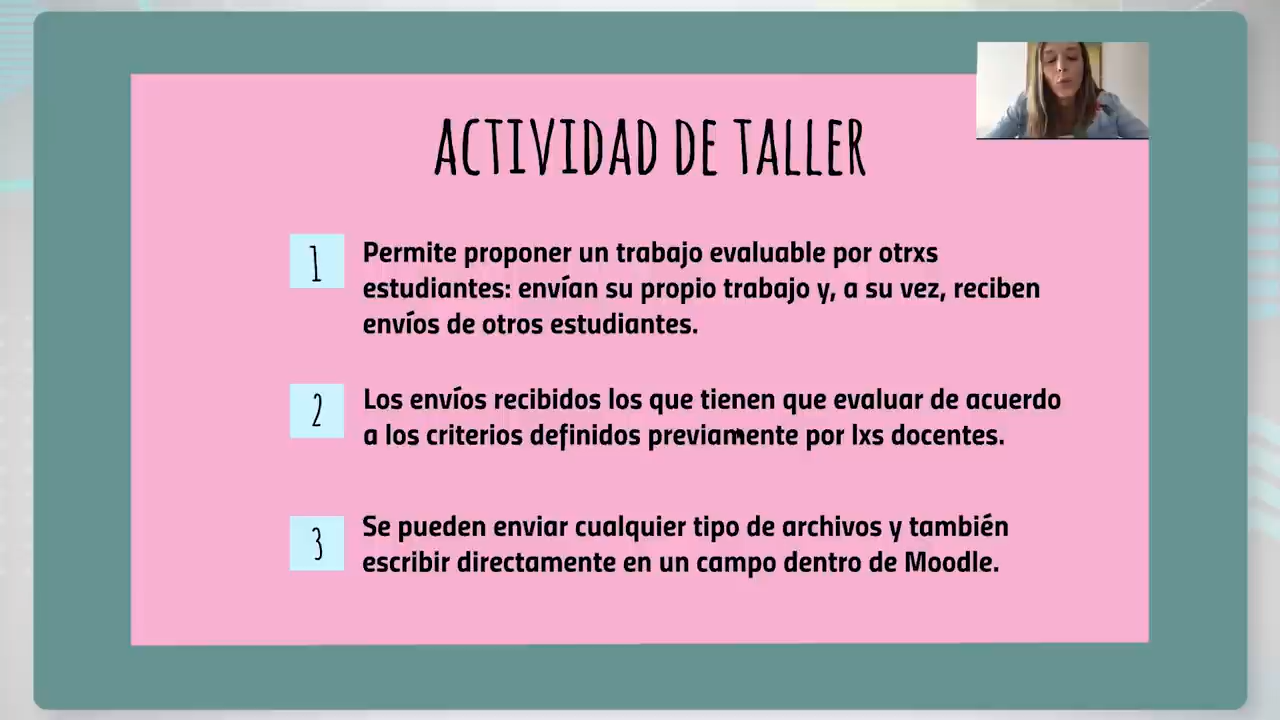 ACTIVIDAD DE TALLER
1
Permite proponer un trabajo evaluable por otrxs
estudiantes: envían su propio trabajo y, a su vez, reciben
envíos de otros estudiantes.
2
Los envíos recibidos los que tienen que evaluar de acuerdo
a los criterios definidos previamente por lxs docentes.
3
Se pueden enviar cualquier tipo de archivos y también
escribir directamente en un campo dentro de Moodle.